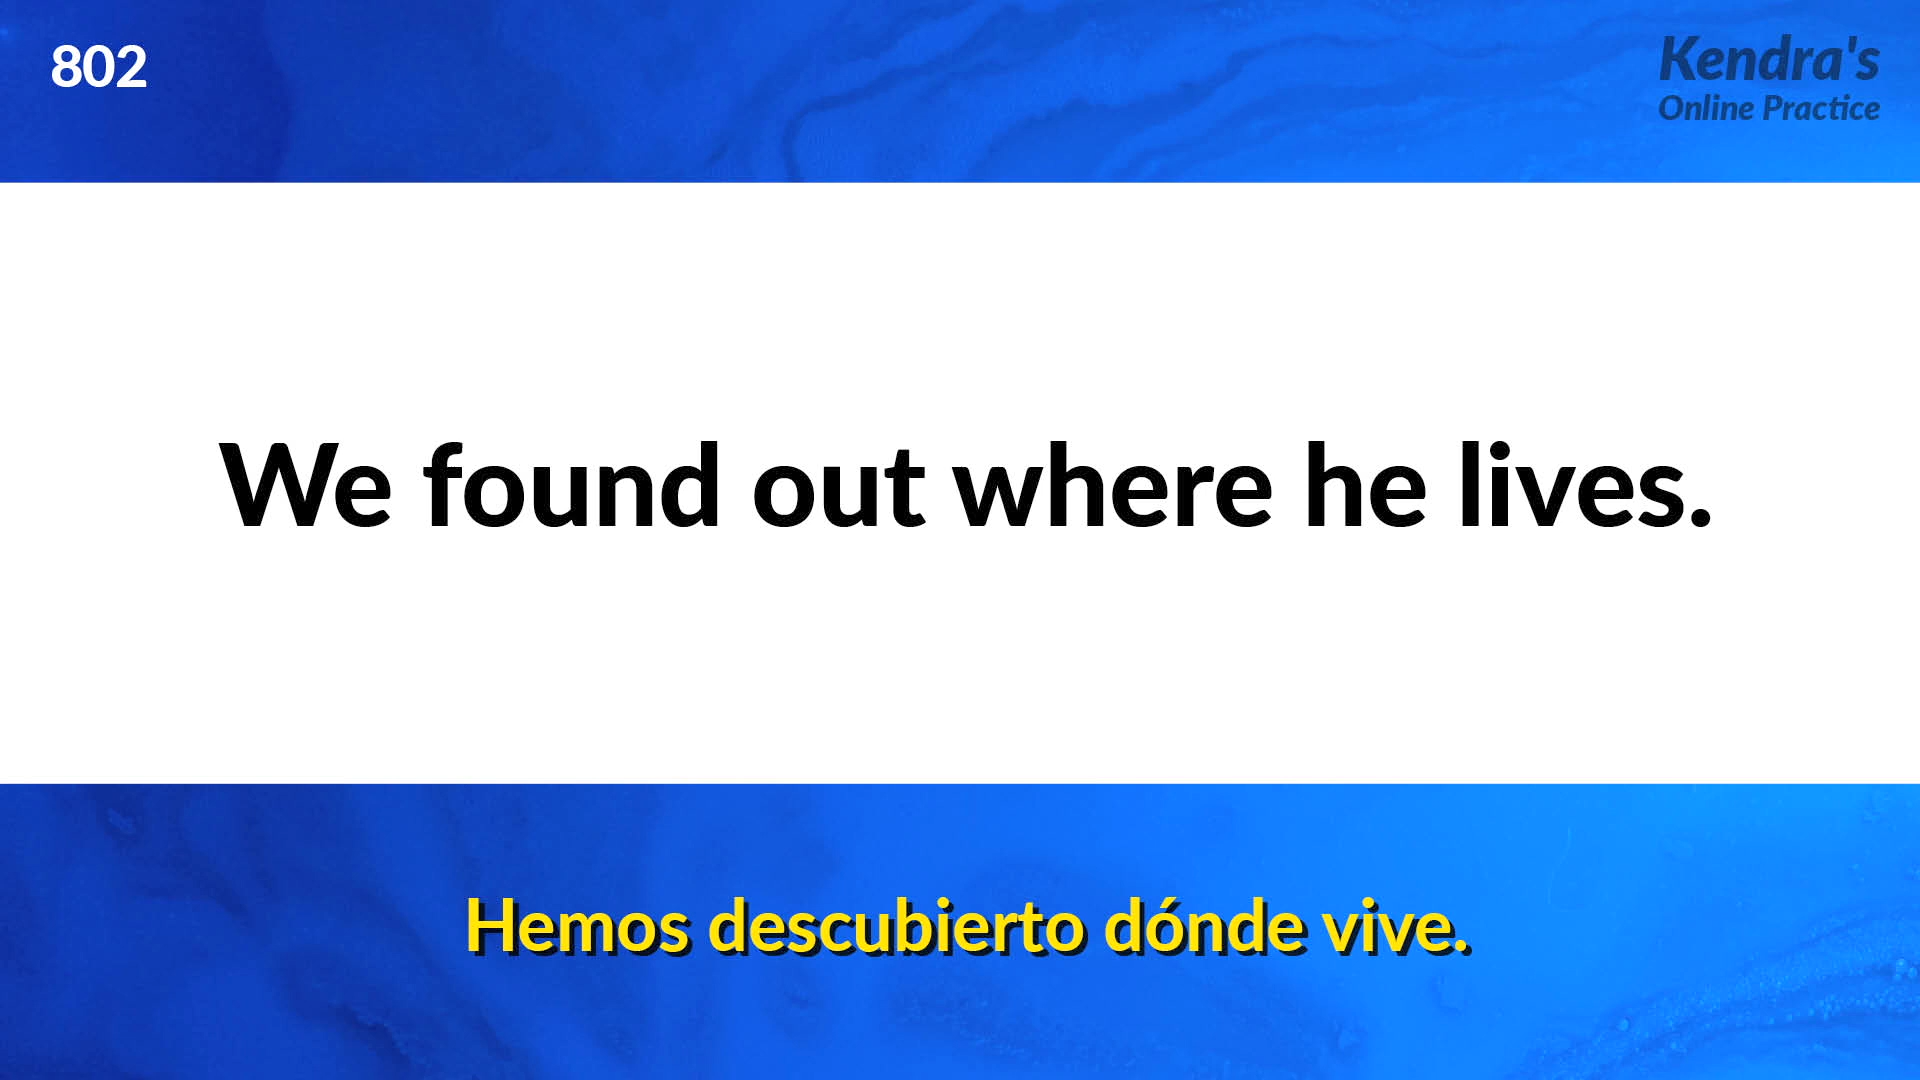 802
Kendra's
Online Practice
We found out where he lives.
Hemos descubierto dónde vive.